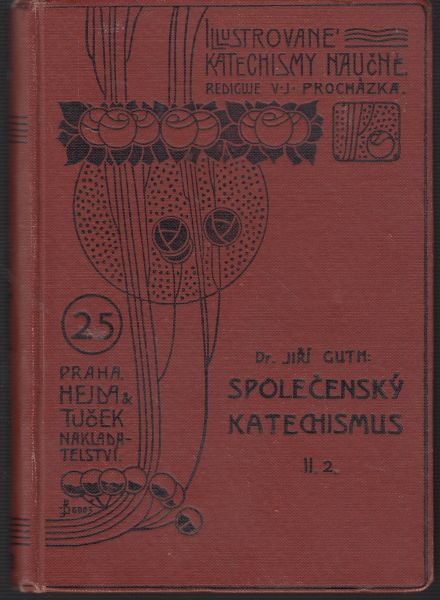 ILLUSTROVANÉ
KATECHISMY NAUČNÉ.
REDIGUJE V·J· PROCHÁZKA.
25
PRAHA.
HEJDA &
TUČEK
NAKLADA-
TELSTVÍ.
Dr. JIŘÍ GUTH:
SPOLEČENSKÝ
KATECHISMUS
II. 2.